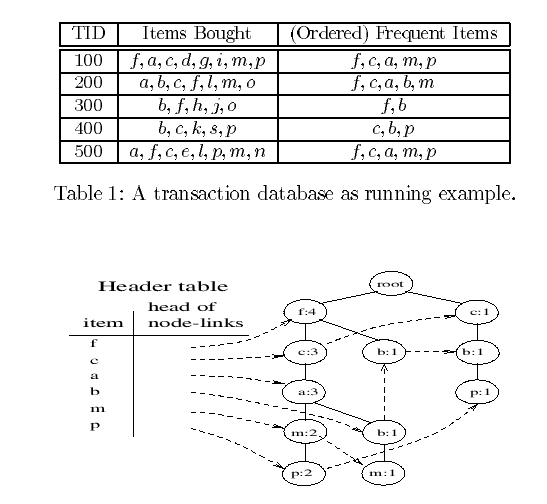 TID Items Bought (Ordered) Frequent Items
100 f, a, c, d, g, i, m, p f, c, a, m, p
200 a, b, c, f, l, m, o f, c, a, b, m
300 b, f, h, j, o f, b
400 b, c, k, s, p c, b, p
500 a, f, c, e, l, p, m, n f, c, a, m, p
Table 1: A transaction database as running example.
root
Header table
head of
item node-links
f
c
a
b
m
p
f:4 c:1
c:3 b:1 b:1
a:3 p:1
m:2 b:1
p:2 m:1